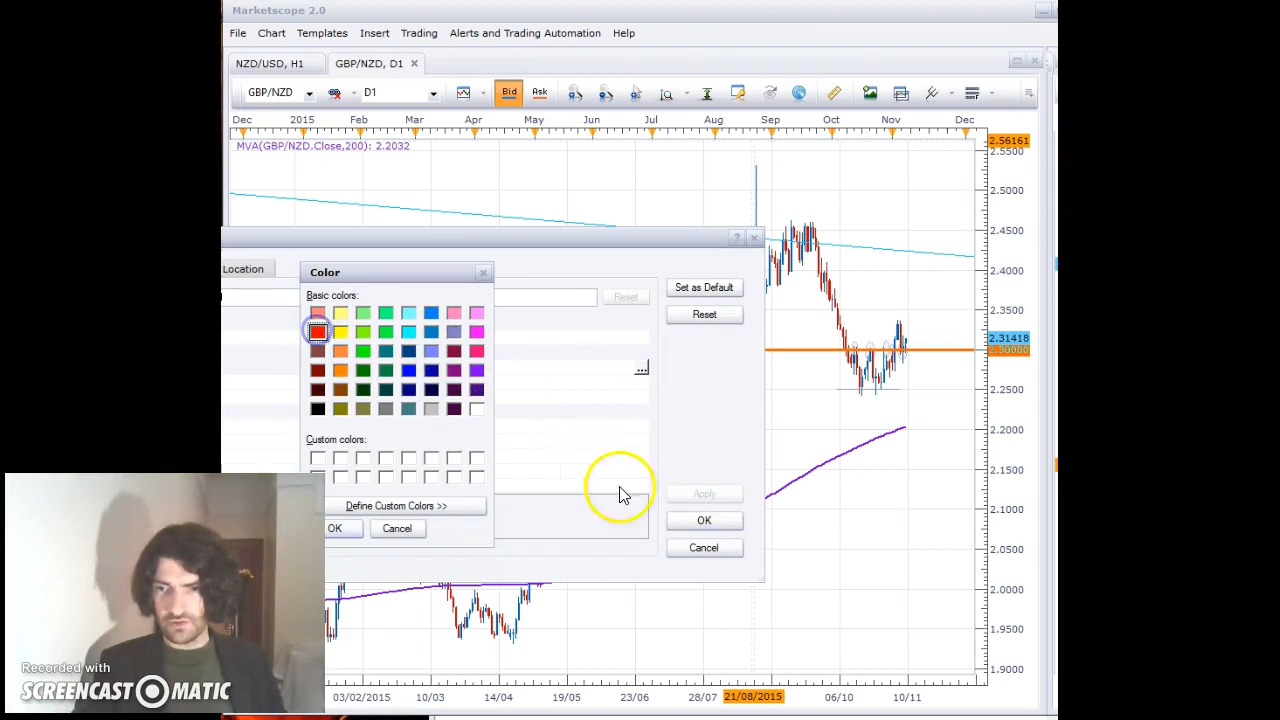 Marketscope 2.0
File Chart Templates Insert Trading Alerts and Trading Automation Help
NZD/USD, H1 GBP/NZD, D1
GBP/NZD D1 Bid Ask
Dec 2015 Feb Mar Apr May Jun Jul Aug Sep Oct Nov Dec
MVA(GBP/NZD.Close,200): 2.2032
2.56161
2.5500
2.5000
2.4500
2.4000
2.3500
2.31418
2.30000
2.2500
2.2000
2.1500
2.1000
2.0500
2.0000
1.9500
1.9000
Location
Color
Basic colors:
Custom colors:
Define Custom Colors >>
OK Cancel
Reset
...
Set as Default
Reset
Apply
OK
Cancel
03/02/2015 10/03 14/04 19/05 23/06 28/07 21/08/2015 06/10 10/11
Recorded with
SCREENCAST-O-MATIC